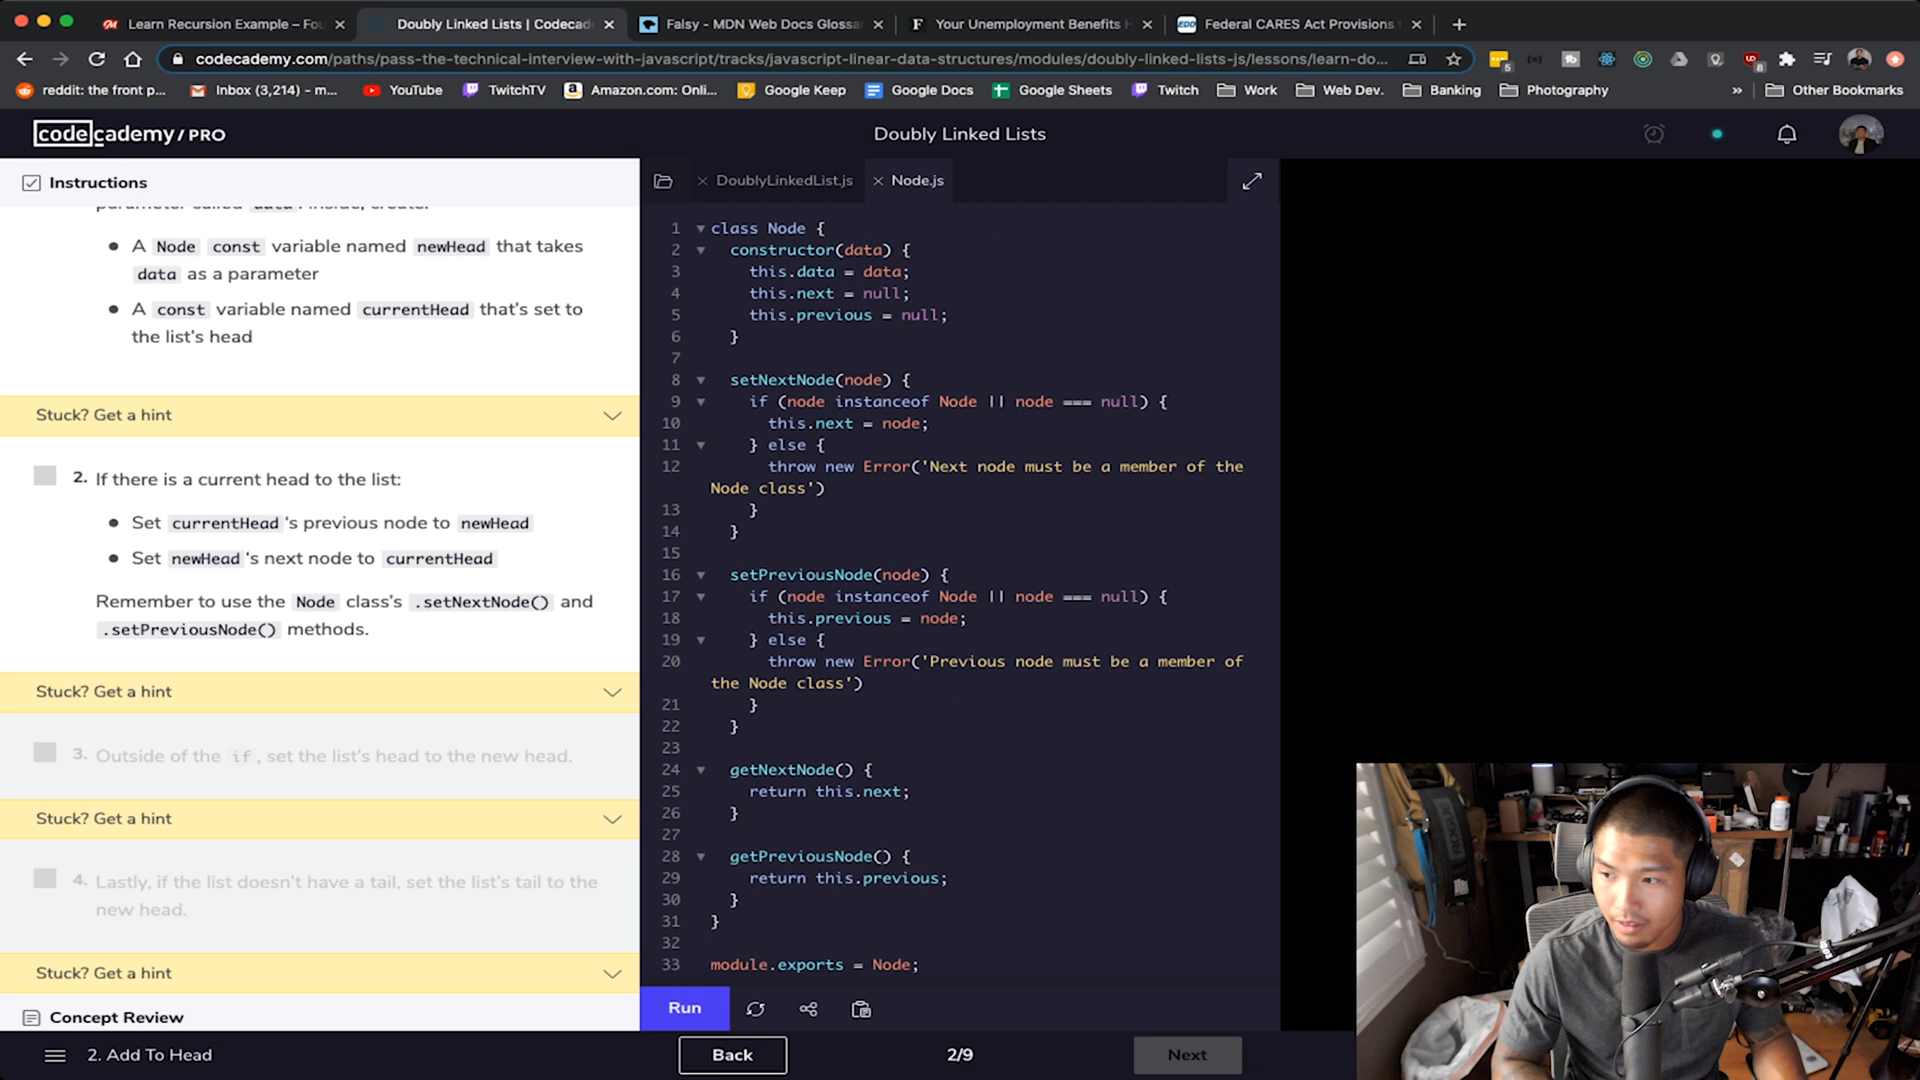 Learn Recursion Example – Fou
Doubly Linked Lists | Codecad
Falsy - MDN Web Docs Glossa
Your Unemployment Benefits H
Federal CARES Act Provisions
codecademy.com/paths/pass-the-technical-interview-with-javascript/tracks/javascript-linear-data-structures/modules/doubly-linked-lists-js/lessons/learn-do...
reddit: the front p...
Inbox (3,214) - m...
YouTube
TwitchTV
Amazon.com: Onli...
Google Keep
Google Docs
Google Sheets
Twitch
Work
Web Dev.
Banking
Photography
»
Other Bookmarks
codecademy / PRO
Doubly Linked Lists
Instructions
parameter called data. Inside, create:
A Node const variable named newHead that takes
data as a parameter
A const variable named currentHead that's set to
the list's head
Stuck? Get a hint
2. If there is a current head to the list:
Set currentHead's previous node to newHead
Set newHead's next node to currentHead
Remember to use the Node class's .setNextNode() and
.setPreviousNode() methods.
Stuck? Get a hint
3. Outside of the if, set the list's head to the new head.
Stuck? Get a hint
4. Lastly, if the list doesn't have a tail, set the list's tail to the
new head.
Stuck? Get a hint
Concept Review
DoublyLinkedList.js
Node.js
1 class Node {
2 constructor(data) {
3 this.data = data;
4 this.next = null;
5 this.previous = null;
6 }
7
8 setNextNode(node) {
9 if (node instanceof Node || node === null) {
10 this.next = node;
11 } else {
12 throw new Error('Next node must be a member of the
Node class')
13 }
14 }
15
16 setPreviousNode(node) {
17 if (node instanceof Node || node === null) {
18 this.previous = node;
19 } else {
20 throw new Error('Previous node must be a member of
the Node class')
21 }
22 }
23
24 getNextNode() {
25 return this.next;
26 }
27
28 getPreviousNode() {
29 return this.previous;
30 }
31 }
32
33 module.exports = Node;
Run
2. Add To Head
Back
2/9
Next